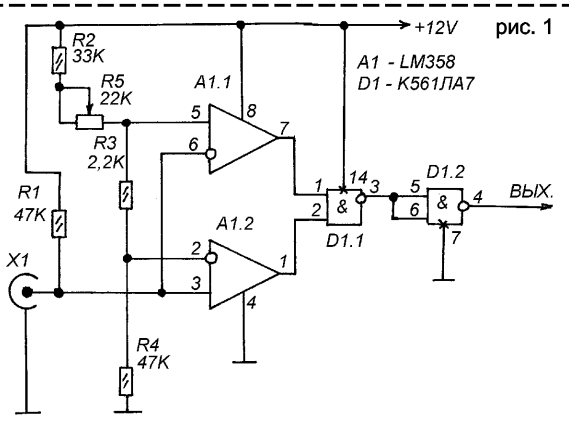 +12V
рис. 1
R2
33K
R5
22K
A1.1
A1 - LM358
D1 - К561ЛА7
5
8
7
6
R3
2,2K
R1
47K
1
14
3
2
&
D1.1
D1.2
5
6
&
4
7
ВЫХ.
A1.2
X1
2
3
1
4
R4
47K